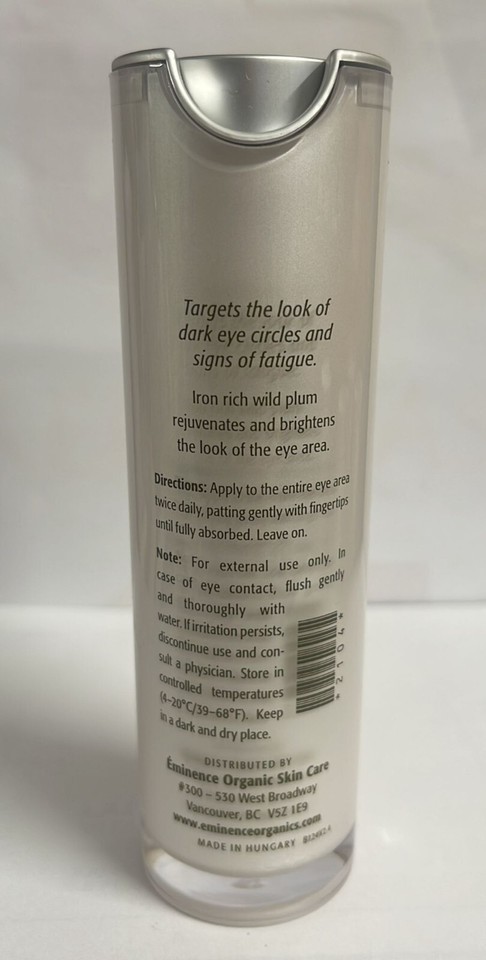 Targets the look of
dark eye circles and
signs of fatigue.
Iron rich wild plum
rejuvenates and brightens
the look of the eye area.
Directions: Apply to the entire eye area
twice daily, patting gently with fingertips
until fully absorbed. Leave on.
Note: For external use only. In
case of eye contact, flush gently
and thoroughly with
water. If irritation persists,
discontinue use and con-
sult a physician. Store in
controlled temperatures
(4–20°C/39–68°F). Keep
in a dark and dry place.
*2104*
DISTRIBUTED BY
Éminence Organic Skin Care
#300 – 530 West Broadway
Vancouver, BC V5Z 1E9
www.eminenceorganics.com
MADE IN HUNGARY